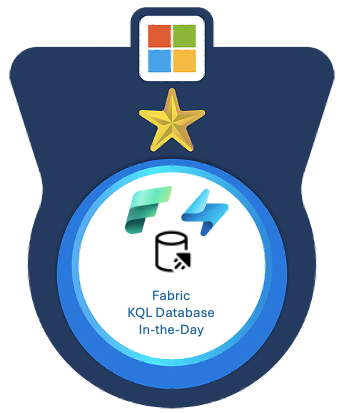 Fabric
KQL Database
In-the-Day